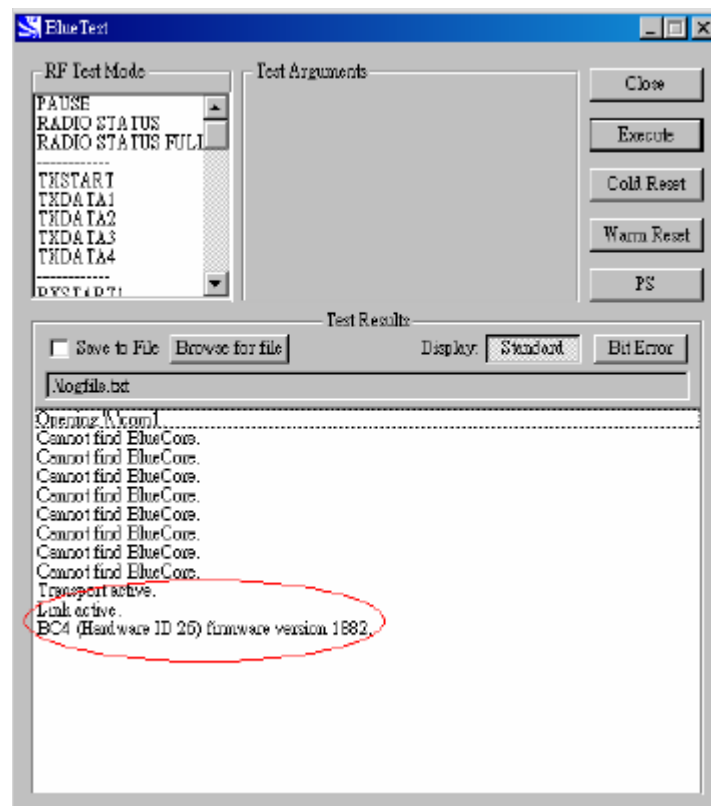 BlueTest
RF Test Mode
Test Arguments
PAUSE
RADIO STATUS
RADIO STATUS FULL
------------
TXSTART
TXDATA1
TXDATA2
TXDATA3
TXDATA4
------------
RXSTART1
Close
Execute
Cold Reset
Warm Reset
PS
Test Results
Save to File
Browse for file
Display:
Standard
Bit Error
.\logfile.txt
Opening \\.\com1
Cannot find BlueCore.
Cannot find BlueCore.
Cannot find BlueCore.
Cannot find BlueCore.
Cannot find BlueCore.
Cannot find BlueCore.
Cannot find BlueCore.
Cannot find BlueCore.
Transport active.
Link active.
BC4 (Hardware ID 26) firmware version 1882.